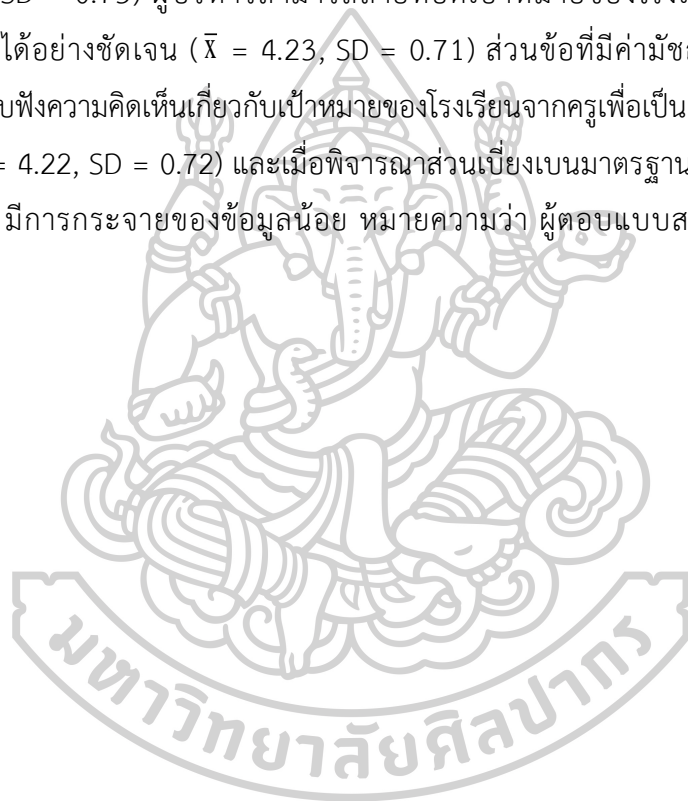 ได้อย่างชัดเจน (X̄ = 4.23, SD = 0.71) ส่วนข้อที่มีค่ามัช
บฟังความคิดเห็นเกี่ยวกับเป้าหมายของโรงเรียนจากครูเพื่อเป็น
= 4.22, SD = 0.72) และเมื่อพิจารณาส่วนเบี่ยงเบนมาตรฐาน
มีการกระจายของข้อมูลน้อย หมายความว่า ผู้ตอบแบบส
มหาวิทยาลัยศิลปากร